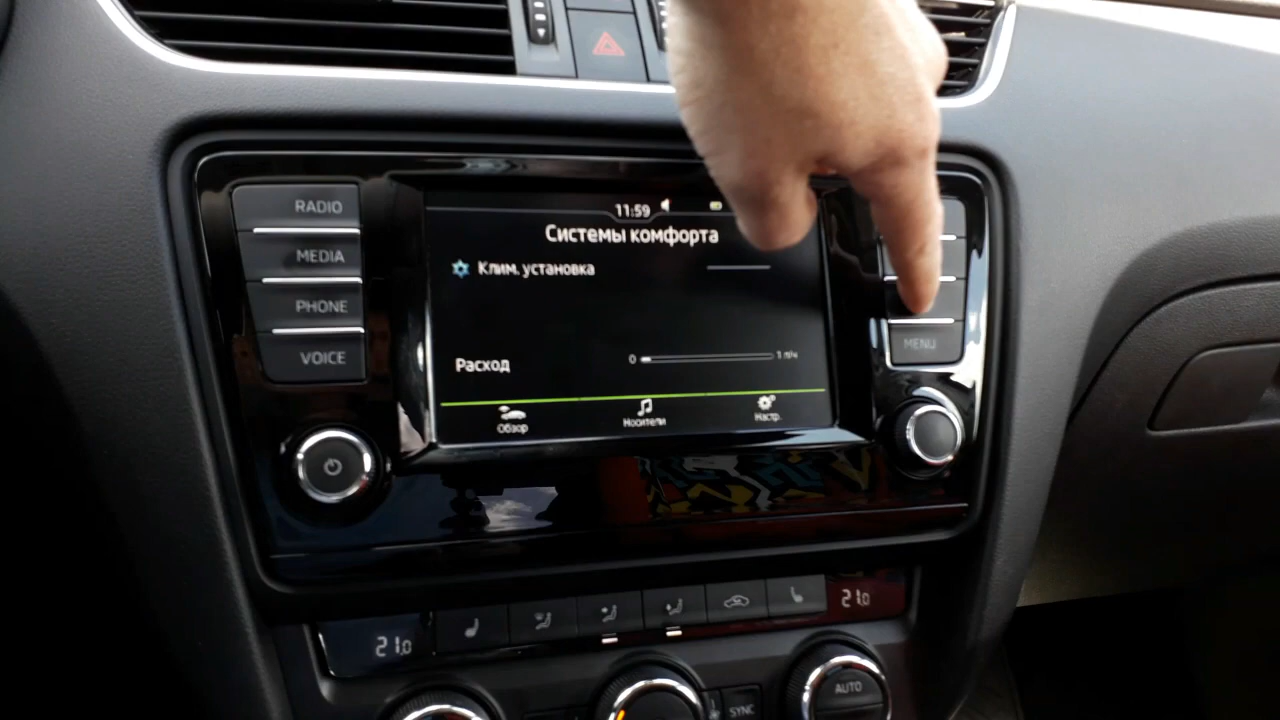 RADIO
MEDIA
PHONE
VOICE
11:59
Системы комфорта
Клим. установка
Расход
0
1 л/ч
Обзор
Носители
Настр.
MENU
21.0
21.0
SYNC
AUTO